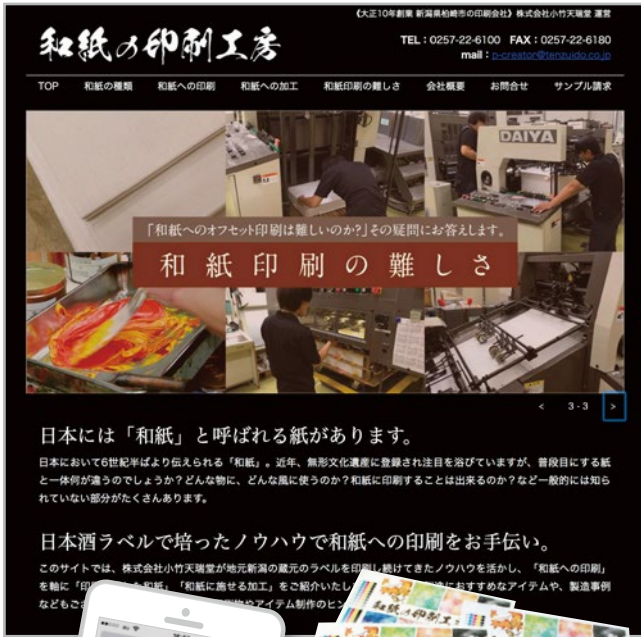 《大正10年創業 新潟県柏崎市の印刷会社》株式会社小竹天瑞堂 運営
和紙の印刷工房
TEL：0257-22-6100 FAX：0257-22-6180
mail：p-creator@tenzuido.co.jp
TOP 和紙の種類 和紙への印刷 和紙への加工 和紙印刷の難しさ 会社概要 お問合せ サンプル請求
DAIYA
「和紙へのオフセット印刷は難しいのか?」その疑問にお答えします。
和紙印刷の難しさ
< 3 - 3 >
日本には「和紙」と呼ばれる紙があります。
日本において6世紀半ばより伝えられる「和紙」。近年、無形文化遺産に登録され注目を浴びていますが、普段目にする紙
と一体何が違うのでしょうか？どんな物に、どんな風に使うのか？和紙に印刷することは出来るのか？など一般的には知ら
れていない部分がたくさんあります。
日本酒ラベルで培ったノウハウで和紙への印刷をお手伝い。
このサイトでは、株式会社小竹天瑞堂が地元新潟の蔵元のラベルを印刷し続けてきたノウハウを活かし、「和紙への印刷」
を軸に「印 た和紙」「和紙に施せる加工」をご紹介いたし におすすめなアイテムや、製造事例
などもご アイテム制作のヒン
和紙の印刷工房